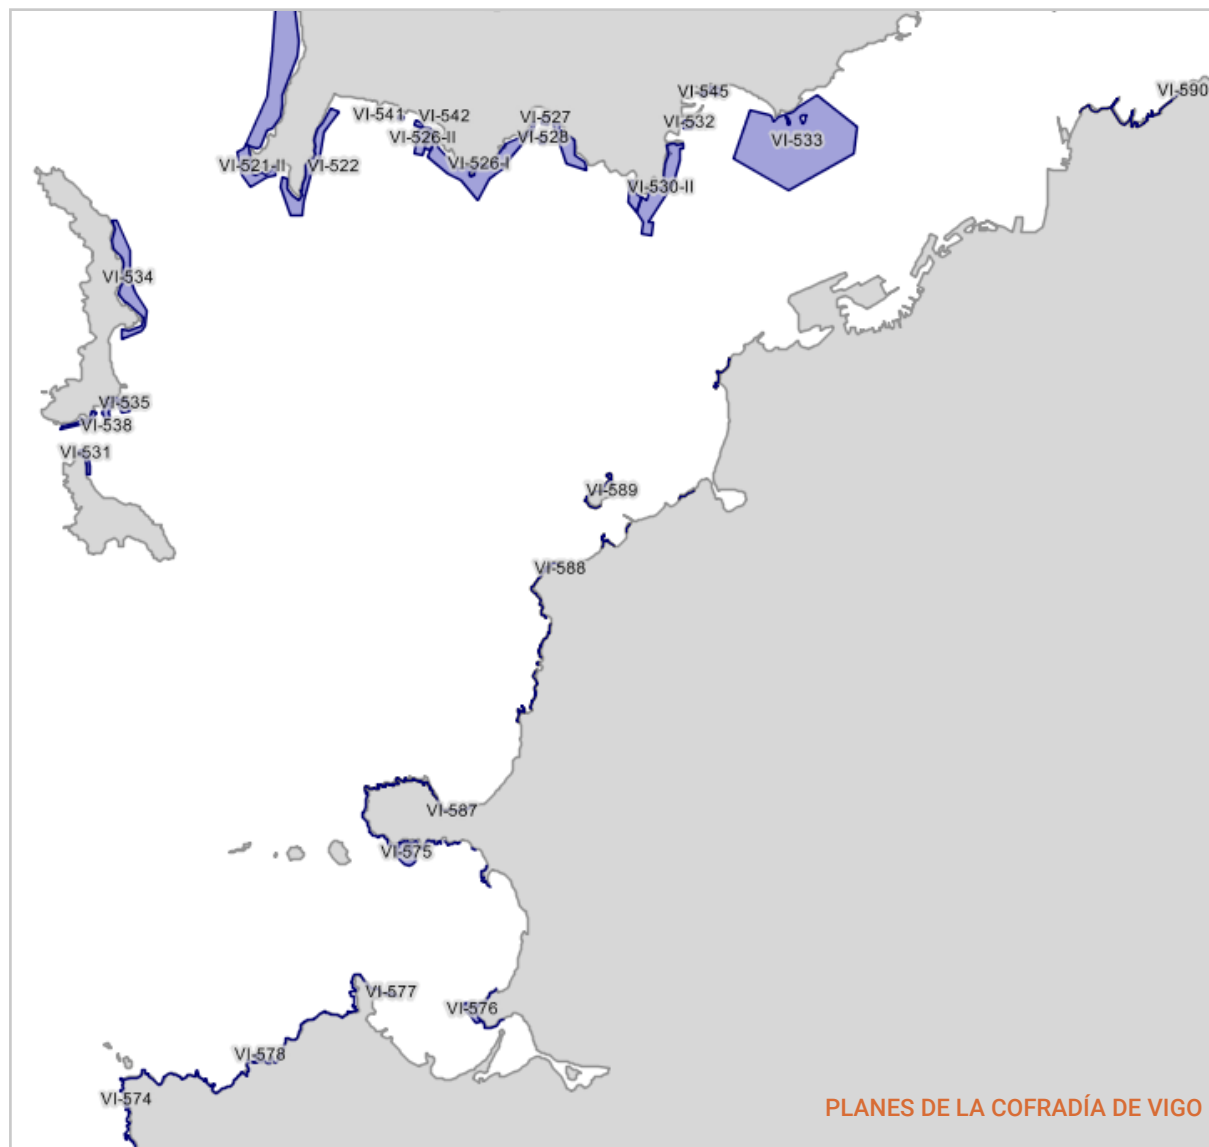 VI-545
VI-590
VI-541
VI-542
VI-527
VI-532
VI-526-II
VI-528
VI-533
VI-521-II
VI-522
VI-526-I
VI-530-II
VI-534
VI-535
VI-538
VI-531
VI-589
VI-588
VI-587
VI-575
VI-577
VI-576
VI-578
VI-574
PLANES DE LA COFRADÍA DE VIGO